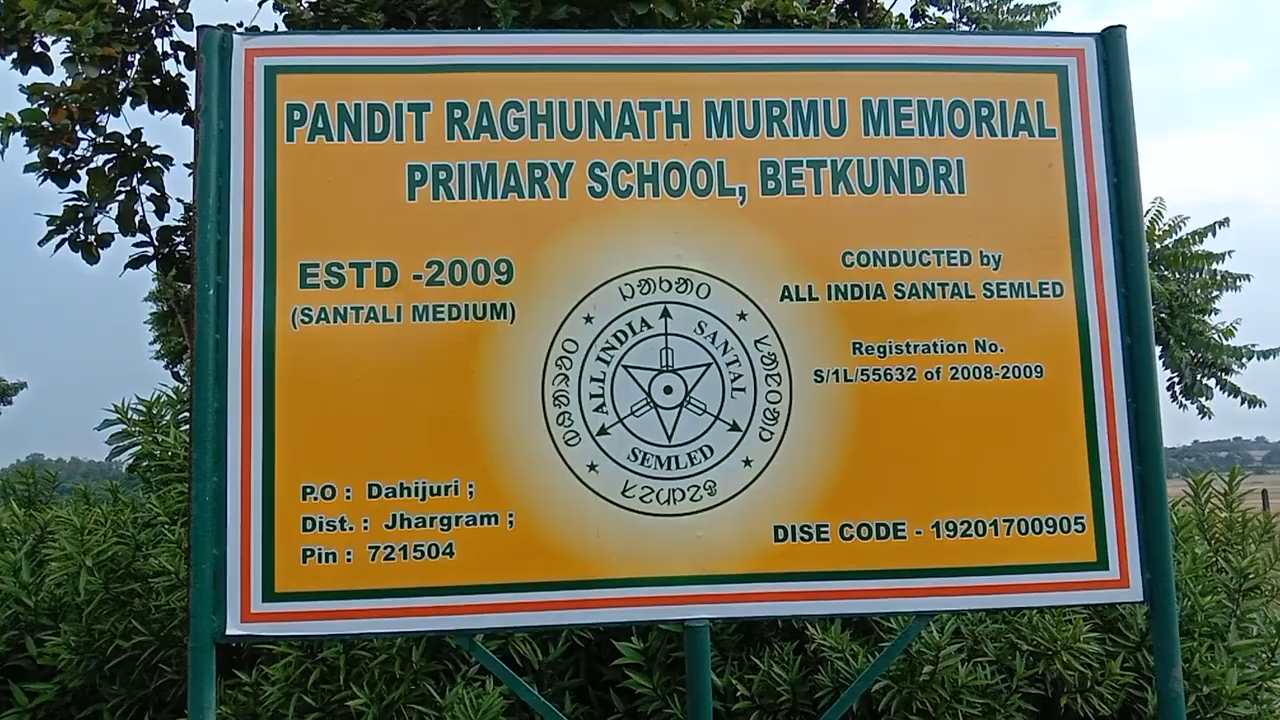 PANDIT RAGHUNATH MURMU MEMORIAL
PRIMARY SCHOOL, BETKUNDRI
ESTD -2009
(SANTALI MEDIUM)
CONDUCTED by
ALL INDIA SANTAL SEMLED
Registration No.
S/1L/55632 of 2008-2009
ALL INDIA SANTAL
SEMLED
P.O : Dahijuri ;
Dist. : Jhargram ;
Pin : 721504
DISE CODE - 19201700905